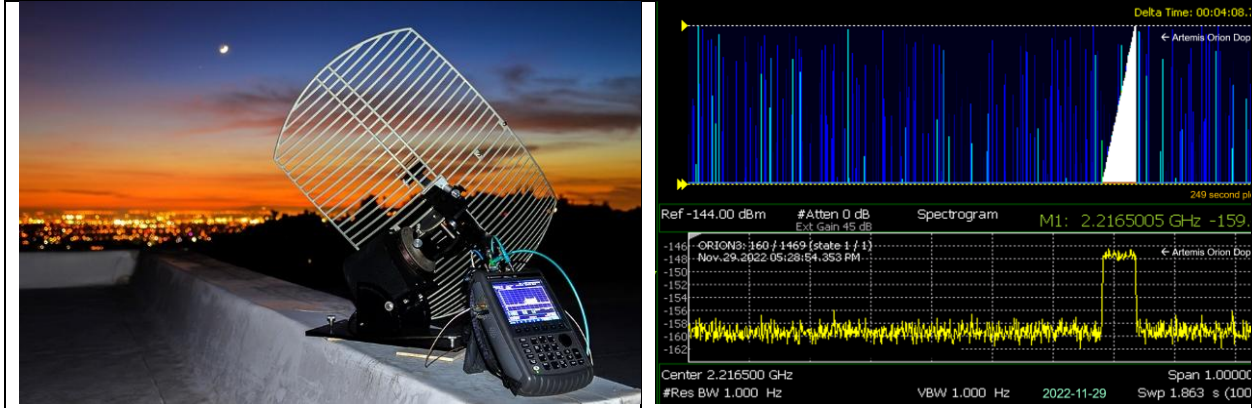 Delta Time: 00:04:08.
← Artemis Orion Dop
249 second pl
Ref -144.00 dBm #Atten 0 dB Spectrogram M1: 2.2165005 GHz -159.
Ext Gain 45 dB
-146
ORION3: 160 / 1469 (state 1 / 1)
-148
← Artemis Orion Dop
Nov.29.2022 05:28:54.353 PM
-150
-152
-154
-156
-158
-160
-162
Center 2.216500 GHz Span 1.00000
#Res BW 1.000 Hz VBW 1.000 Hz 2022-11-29 Swp 1.863 s (100